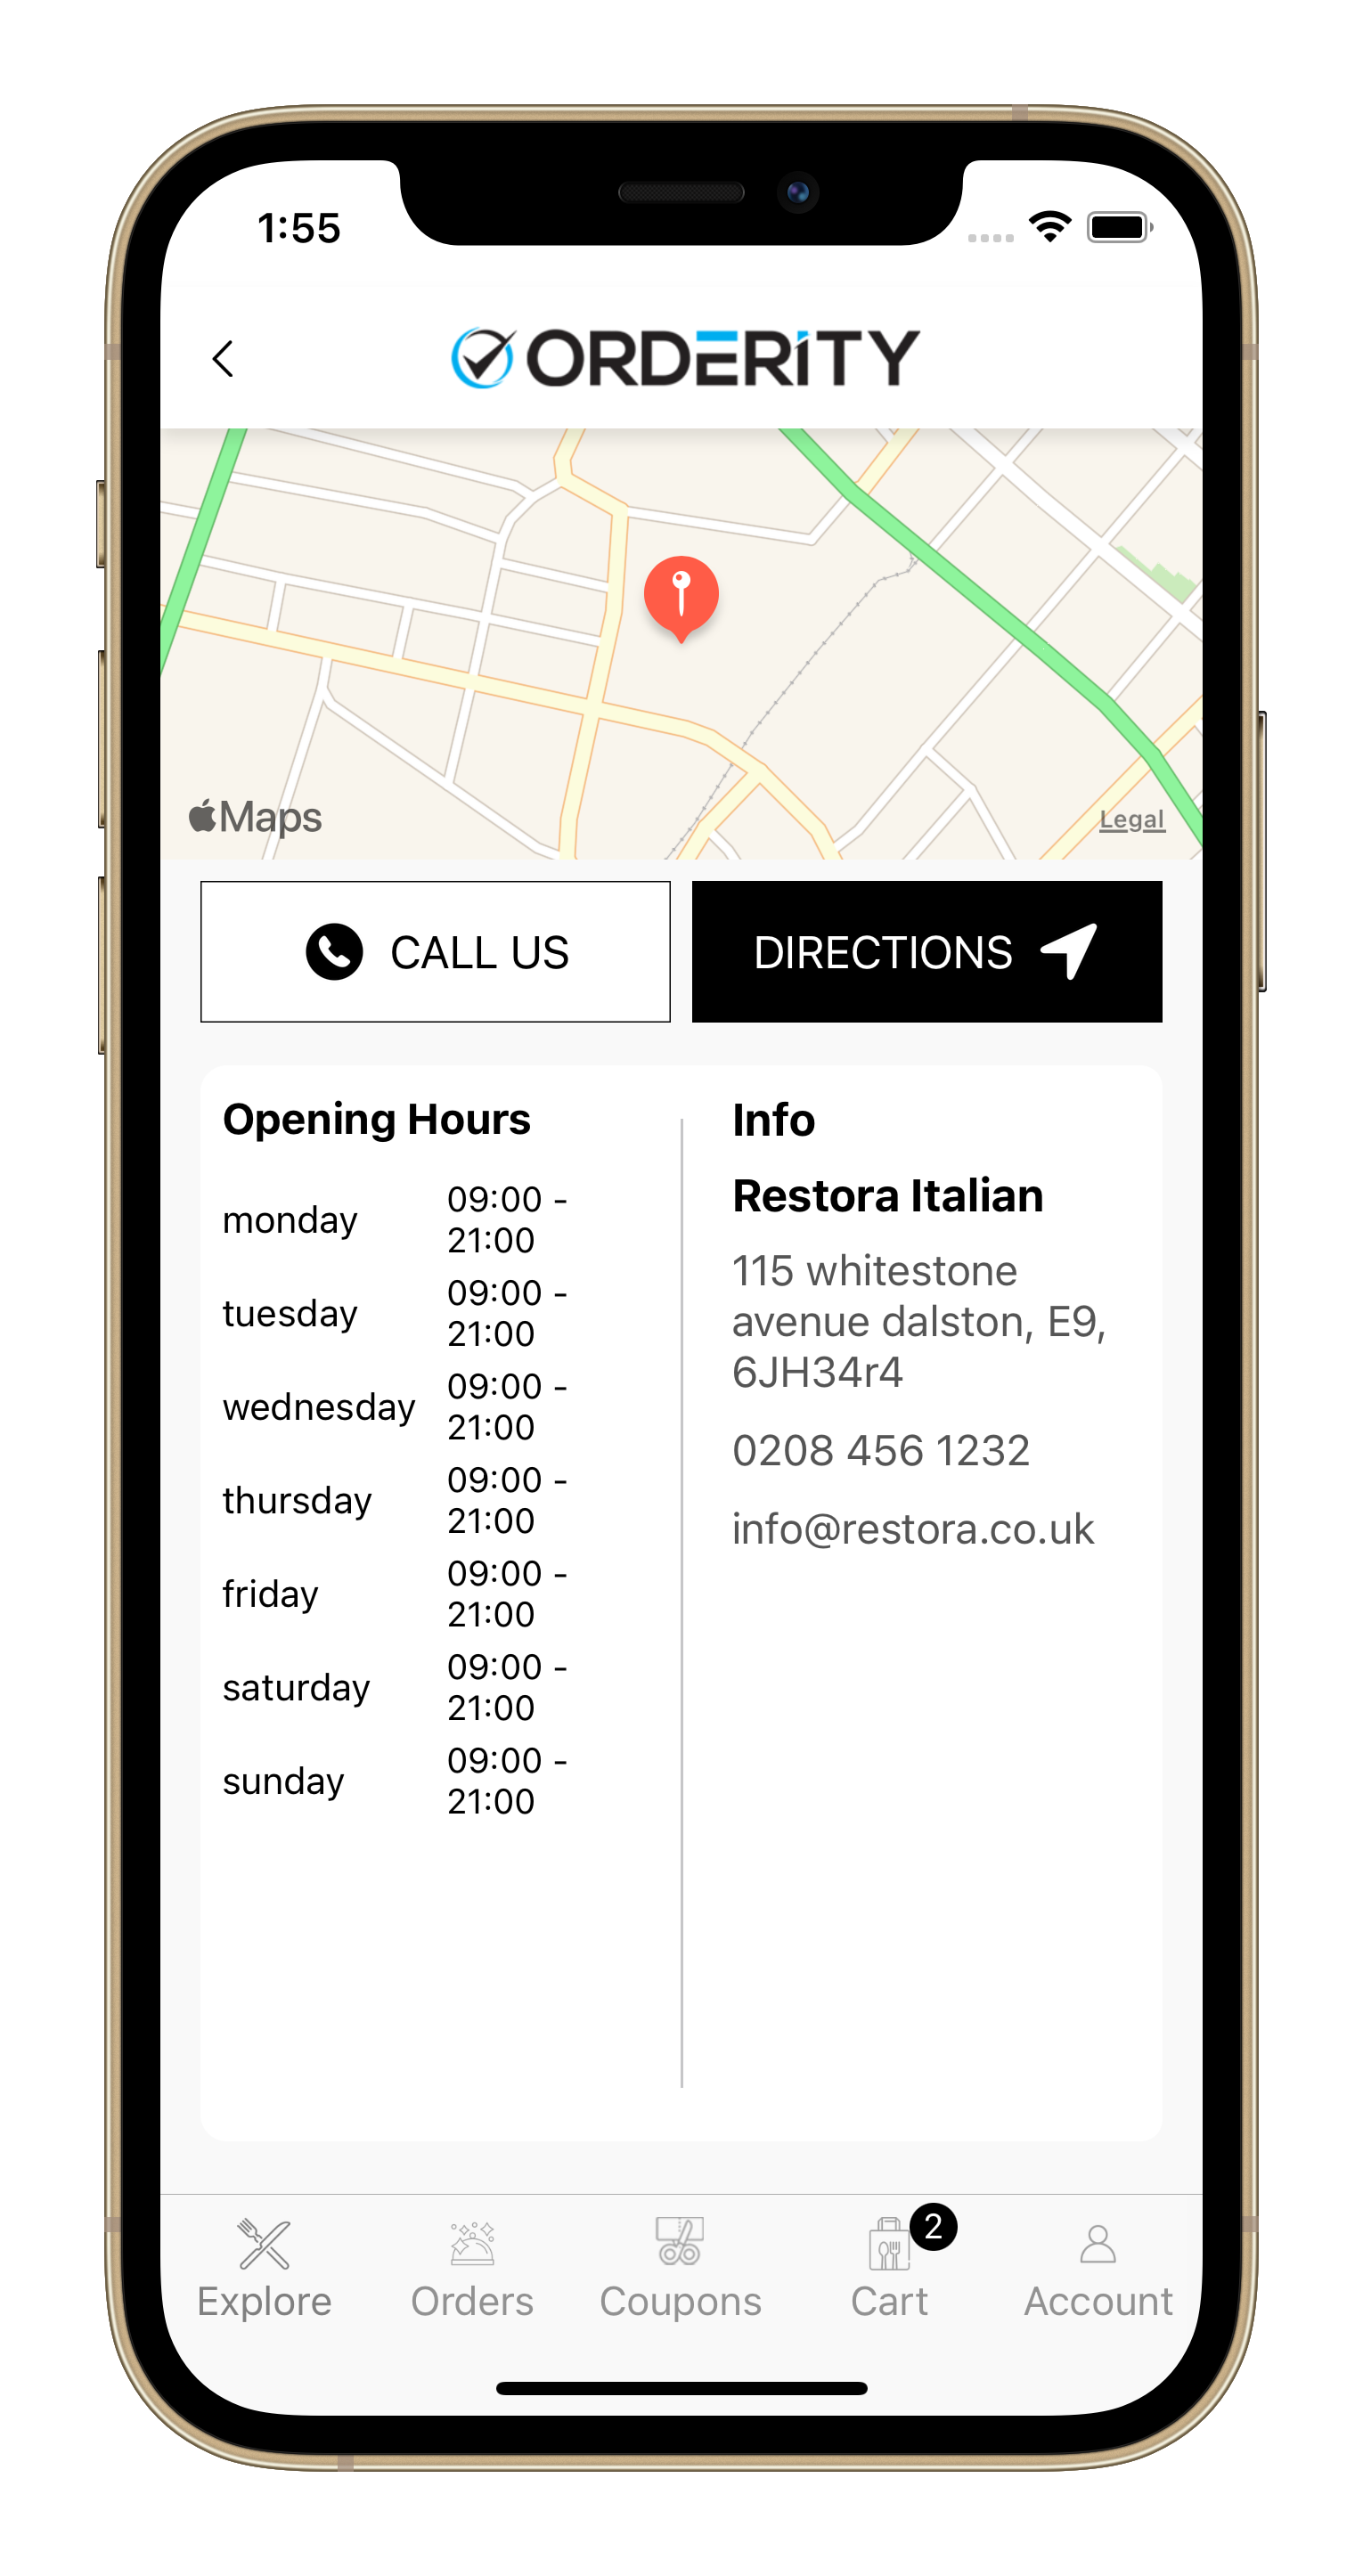 1:55
ORDERITY
Maps
Legal
CALL US
DIRECTIONS
Opening Hours
monday 09:00 -
21:00
tuesday 09:00 -
21:00
wednesday 09:00 -
21:00
thursday 09:00 -
21:00
friday 09:00 -
21:00
saturday 09:00 -
21:00
sunday 09:00 -
21:00
Info
Restora Italian
115 whitestone
avenue dalston, E9,
6JH34r4
0208 456 1232
info@restora.co.uk
2
Explore
Orders
Coupons
Cart
Account